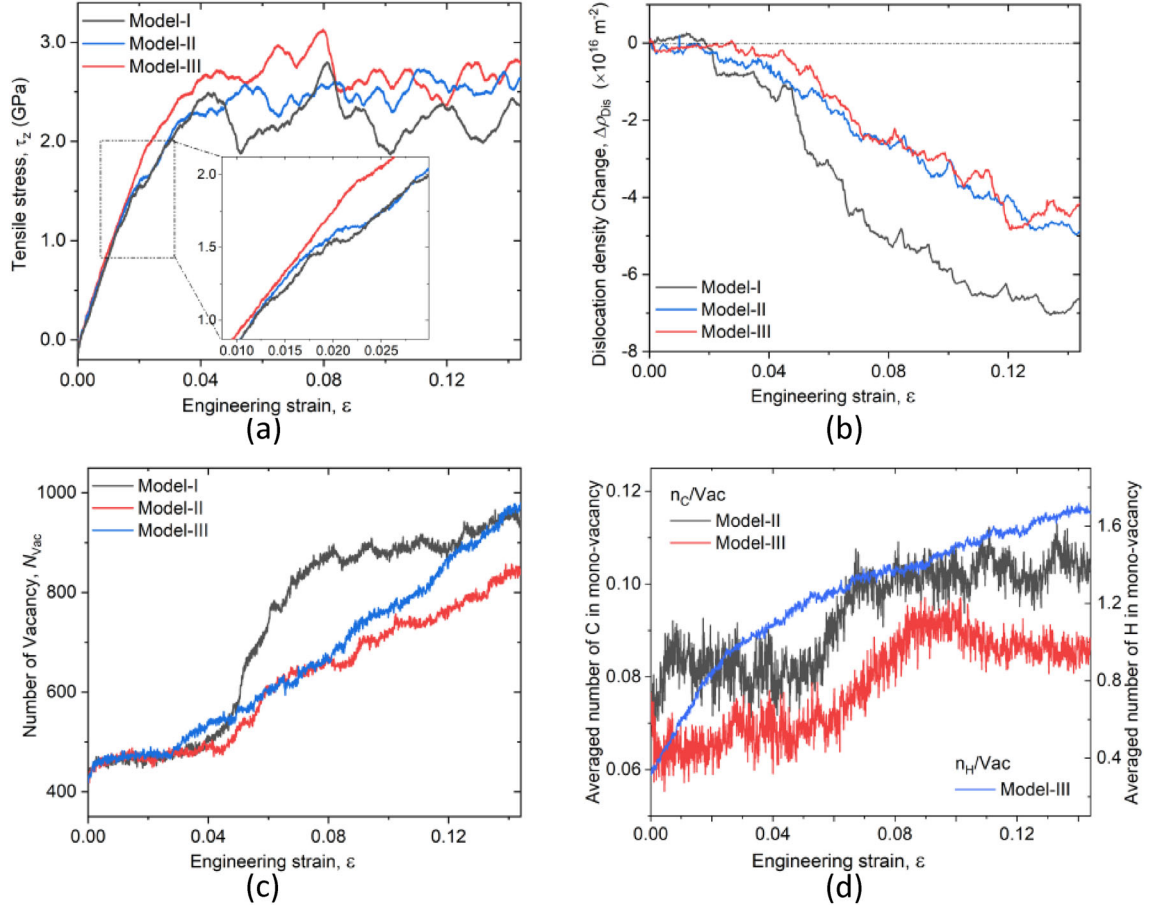 Model-I
Model-II
Model-III
3.0
2.0
1.0
0.0
Tensile stress, τz (GPa)
2.0
1.5
1.0
0.010 0.015 0.020 0.025
0.00 0.04 0.08 0.12
Engineering strain, ε
(a)
0
-2
-4
-6
-8
Dislocation density Change, ΔρDis (×10^16 m^-2)
Model-I
Model-II
Model-III
0.00 0.04 0.08 0.12
Engineering strain, ε
(b)
1000
800
600
400
Number of Vacancy, NVac
Model-I
Model-II
Model-III
0.00 0.04 0.08 0.12
Engineering strain, ε
(c)
0.12
0.10
0.08
0.06
Averaged number of C in mono-vacancy
nC/Vac
Model-II
Model-III
nH/Vac
Model-III
1.6
1.2
0.8
0.4
Averaged number of H in mono-vacancy
0.00 0.04 0.08 0.12
Engineering strain, ε
(d)